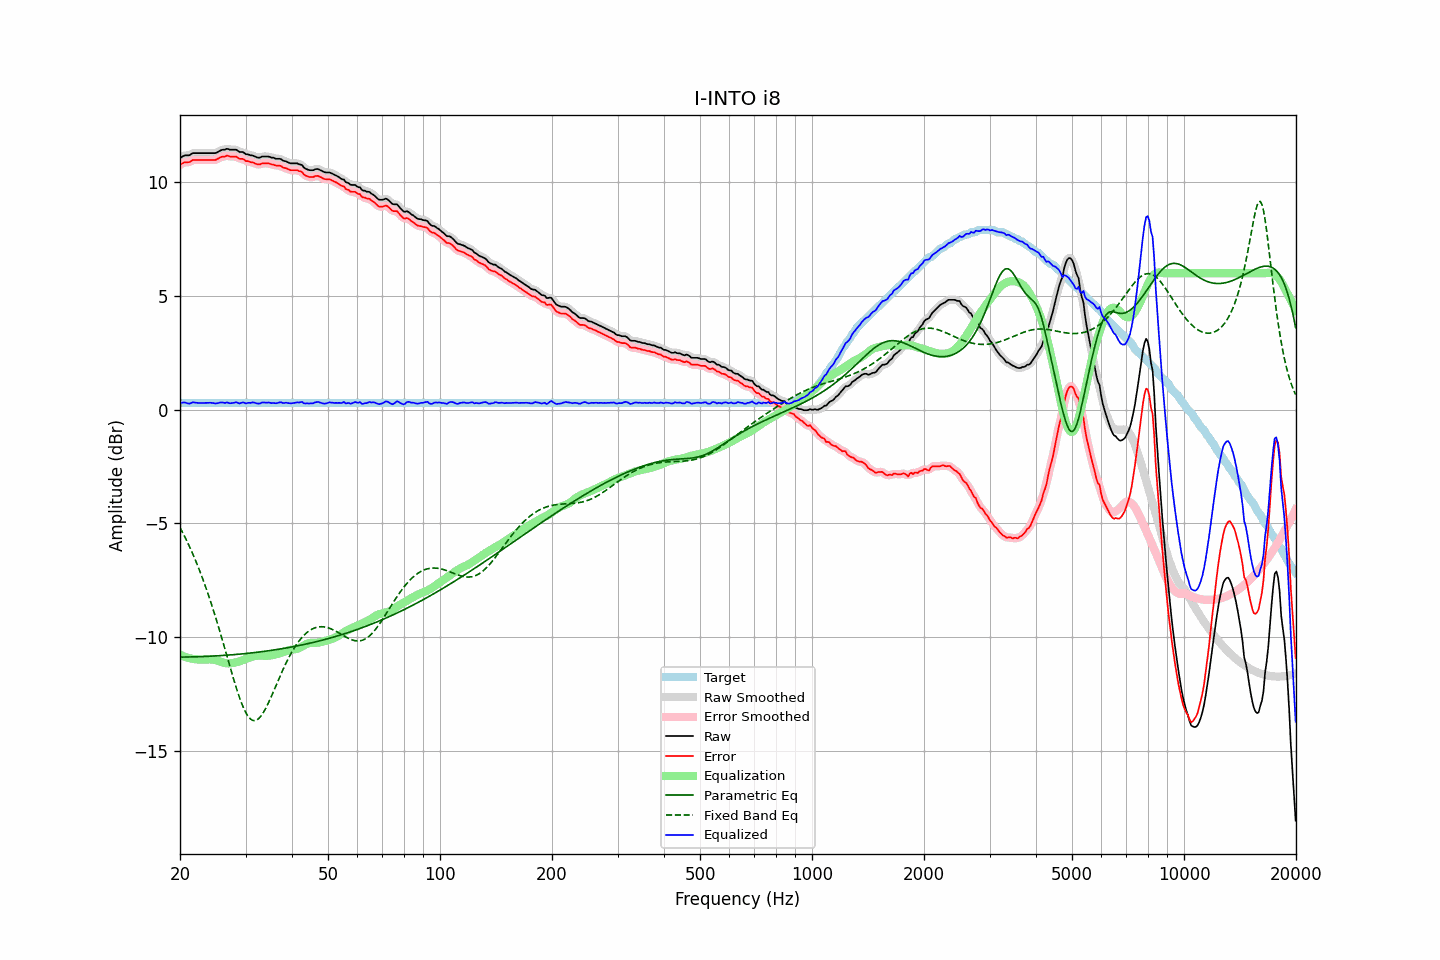 I-INTO i8
Amplitude (dBr)
10
5
0
−5
−10
−15
Target
Raw Smoothed
Error Smoothed
Raw
Error
Equalization
Parametric Eq
Fixed Band Eq
Equalized
20 50 100 200 500 1000 2000 5000 10000 20000
Frequency (Hz)